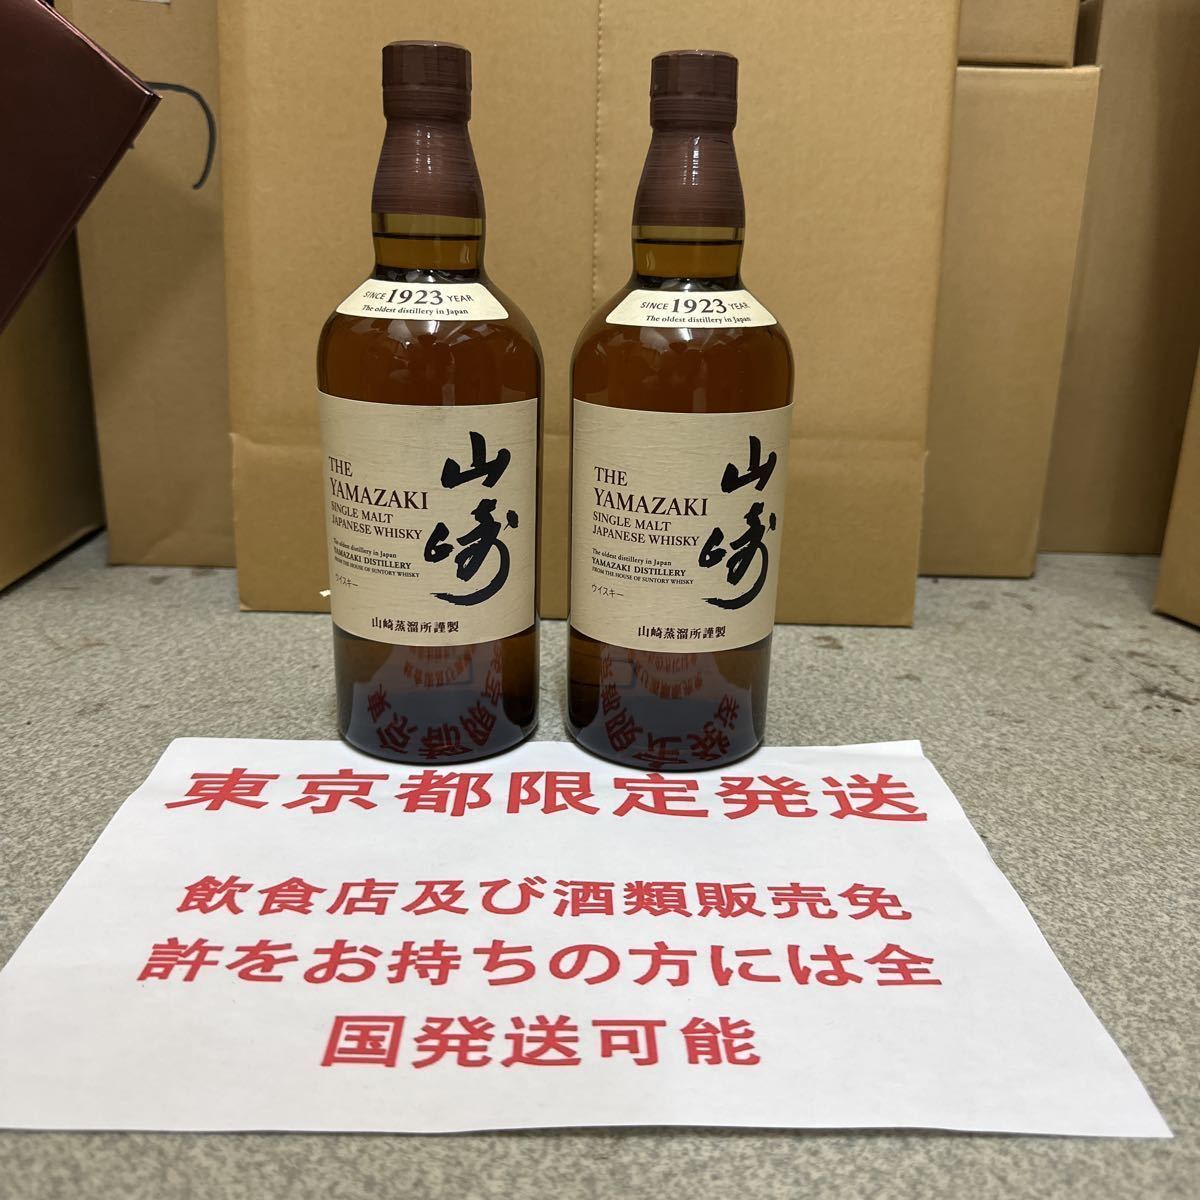 SINCE 1923 YEAR
The oldest distillery in Japan
THE
YAMAZAKI
SINGLE MALT
JAPANESE WHISKY
The oldest distillery in Japan
YAMAZAKI DISTILLERY
FROM THE HOUSE OF SUNTORY WHISKY
ウイスキー
山崎
山崎蒸溜所謹製
SINCE 1923 YEAR
The oldest distillery in Japan
THE
YAMAZAKI
SINGLE MALT
JAPANESE WHISKY
The oldest distillery in Japan
YAMAZAKI DISTILLERY
FROM THE HOUSE OF SUNTORY WHISKY
ウイスキー
山崎
山崎蒸溜所謹製
東京都限定発送
飲食店及び酒類販売免
許をお持ちの方には全
国発送可能